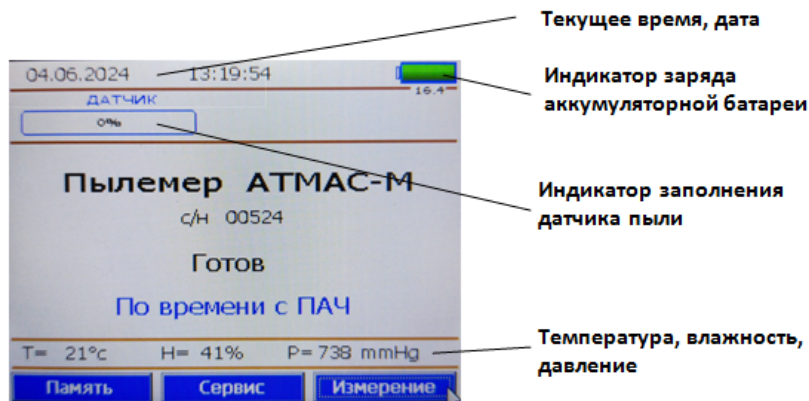 Текущее время, дата
04.06.2024 13:19:54
Индикатор заряда
аккумуляторной батареи
16.4
ДАТЧИК
0%
Пылемер АТМАС-М
с/н 00524
Индикатор заполнения
датчика пыли
Готов
По времени с ПАЧ
T= 21°c H= 41% P= 738 mmHg
Температура, влажность,
давление
Память Сервис Измерение